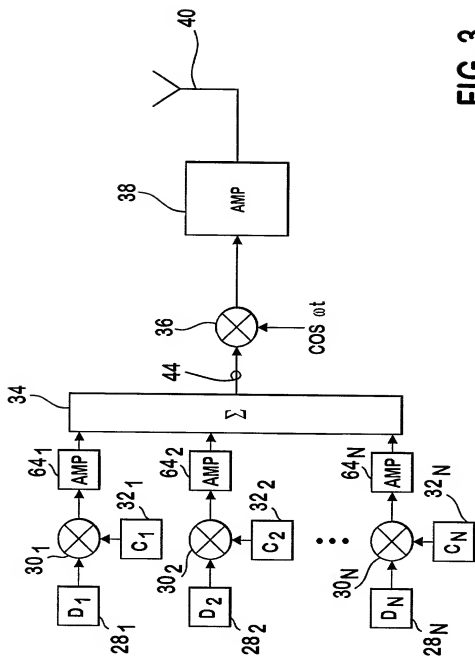 40
38
AMP
36
COS ωt
44
34
Σ
64₁
AMP
30₁
32₁
C₁
D₁
28₁
64₂
AMP
30₂
32₂
C₂
D₂
28₂
64N
AMP
30N
32N
CN
DN
28N
FIG. 3